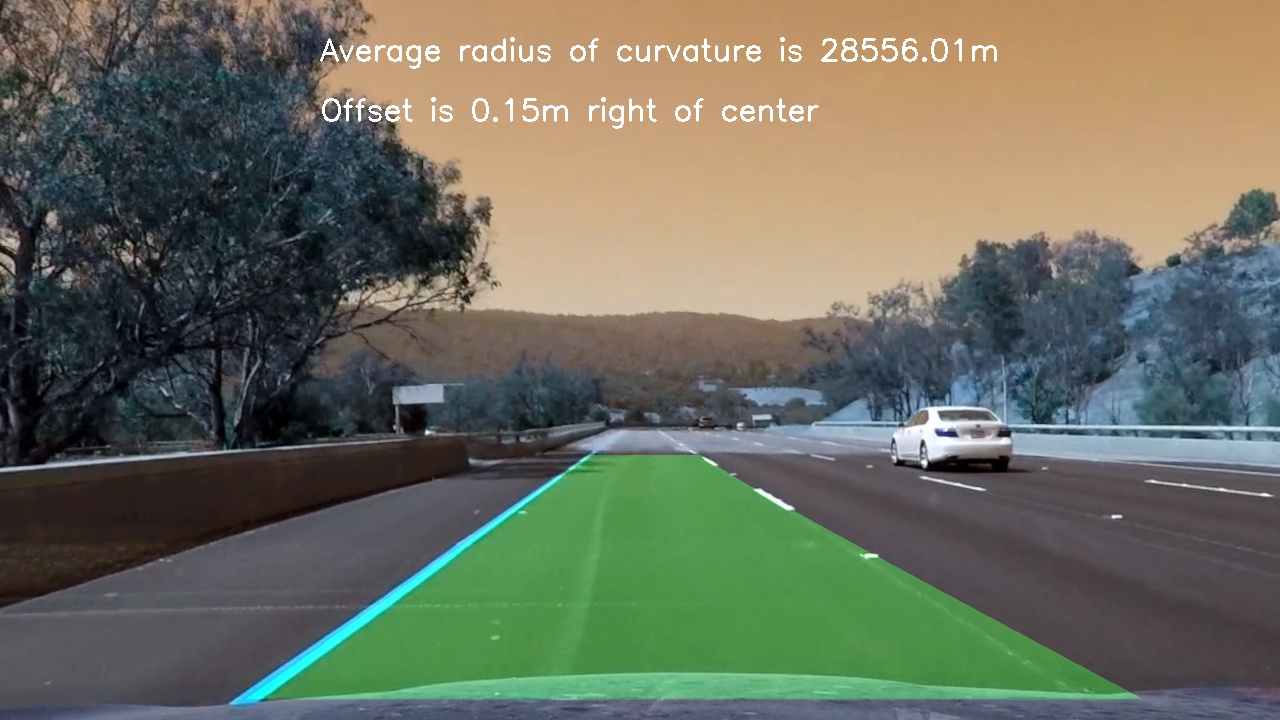 Average radius of curvature is 28556.01m
Offset is 0.15m right of center